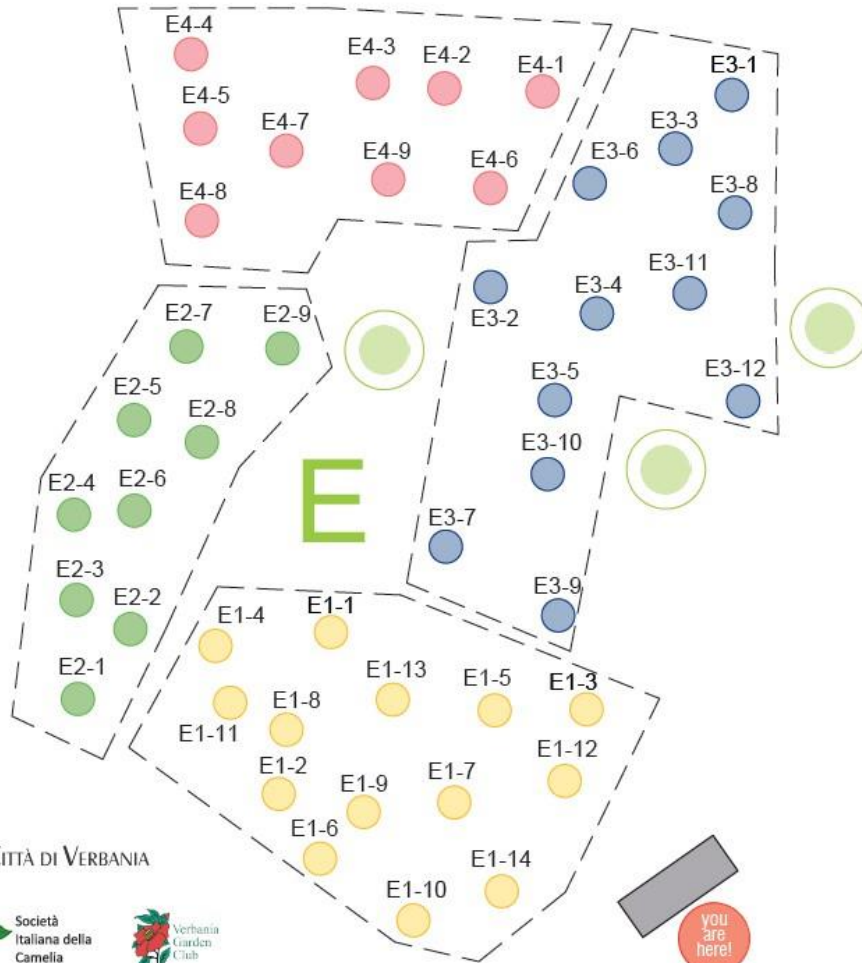 E4-4
E4-3
E4-2
E4-1
E4-5
E4-7
E4-9
E4-6
E4-8
E3-1
E3-3
E3-6
E3-8
E3-11
E3-4
E3-2
E3-12
E3-5
E3-10
E3-7
E3-9
E2-7
E2-9
E2-5
E2-8
E2-4
E2-6
E2-3
E2-2
E2-1
E
E1-4
E1-1
E1-13
E1-5
E1-3
E1-8
E1-11
E1-12
E1-2
E1-9
E1-7
E1-6
E1-14
E1-10
ITTÀ DI VERBANIA
Società
Italiana della
Camelia
Verbania
Garden
Club
you
are
here!